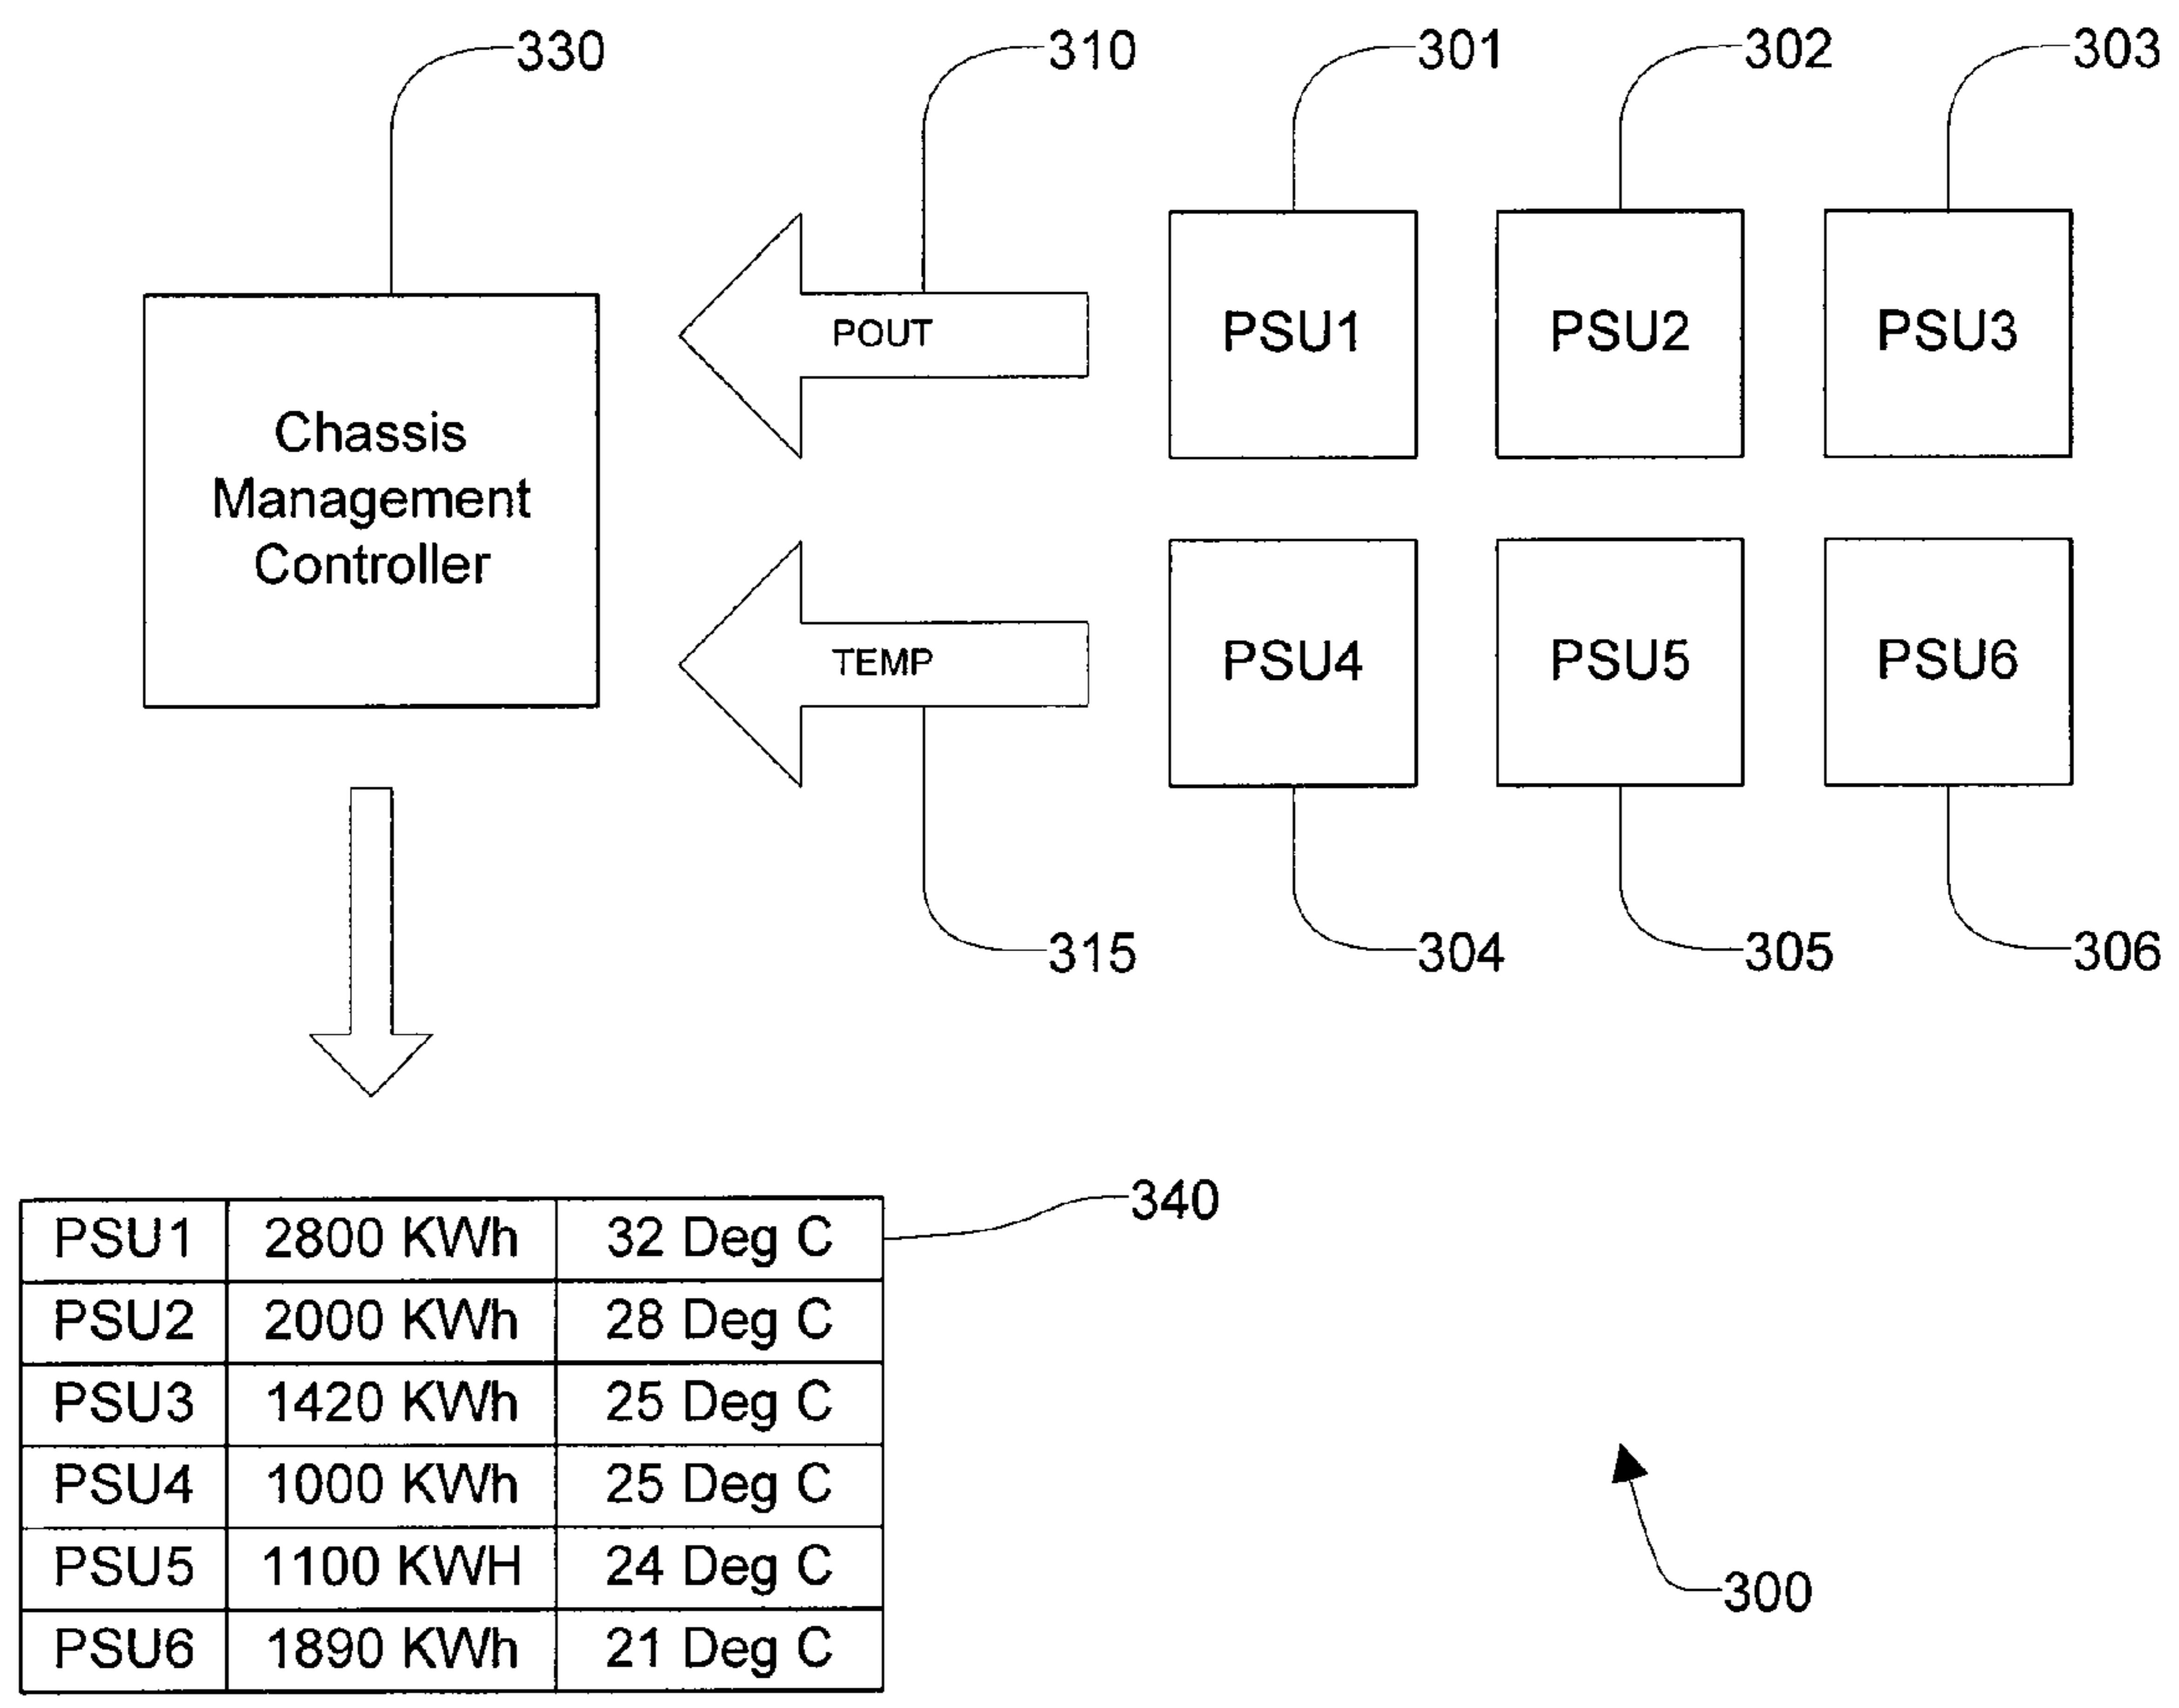 330 310 301 302 303
PSU1 PSU2 PSU3
POUT
Chassis
Management
Controller
PSU4 PSU5 PSU6
TEMP
315 304 305 306
340
PSU1 2800 KWh 32 Deg C
PSU2 2000 KWh 28 Deg C
PSU3 1420 KWh 25 Deg C
PSU4 1000 KWh 25 Deg C
PSU5 1100 KWH 24 Deg C
PSU6 1890 KWh 21 Deg C
300